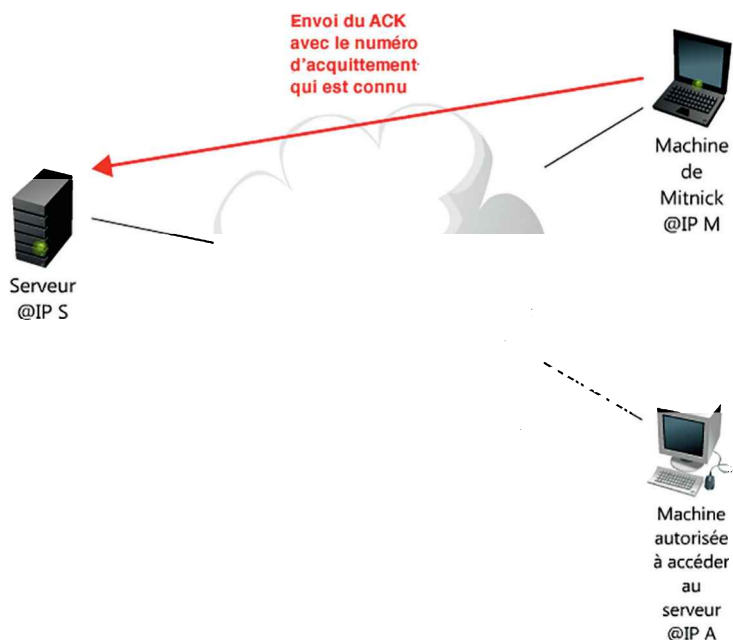 Envoi du ACK
avec le numéro
d'acquittement
qui est connu
Machine
de
Mitnick
@IP M
Serveur
@IP S
Machine
autorisée
à accéder
au
serveur
@IP A